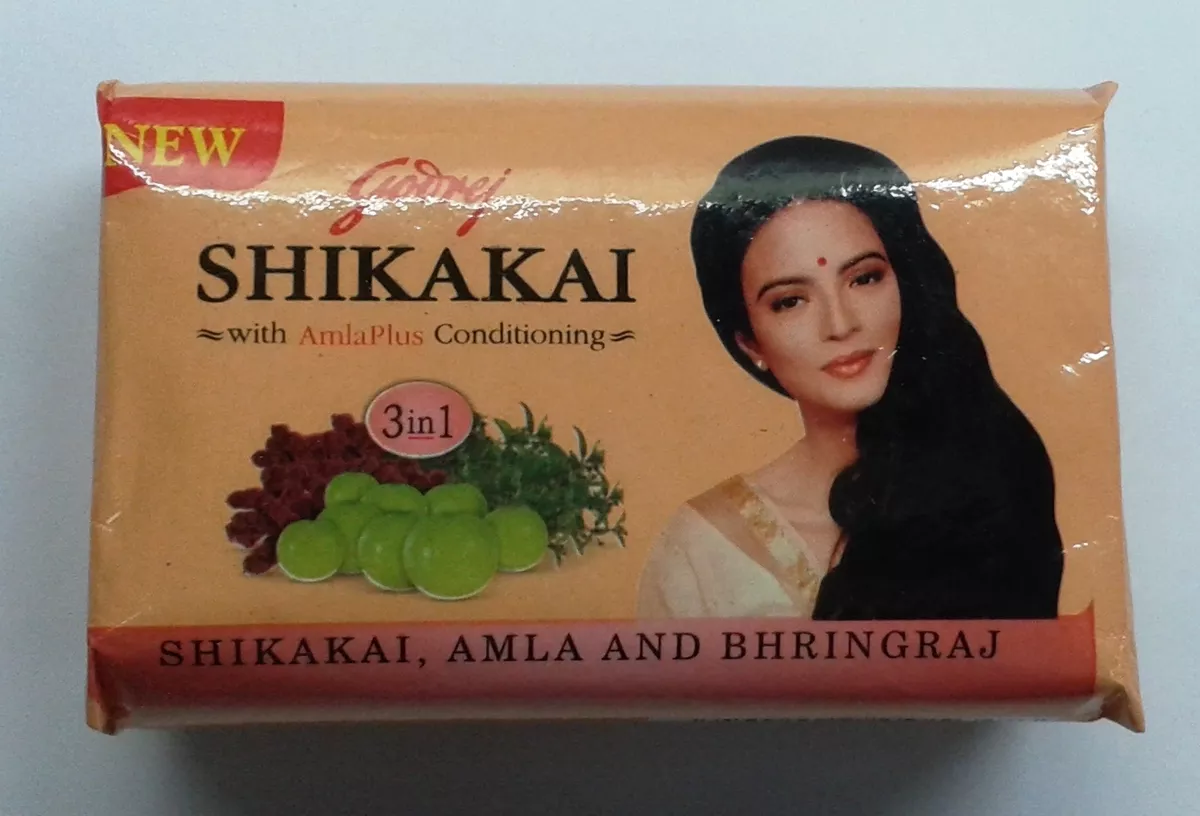 NEW
Godrej
SHIKAKAI
with AmlaPlus Conditioning
3in1
SHIKAKAI, AMLA AND BHRINGRAJ